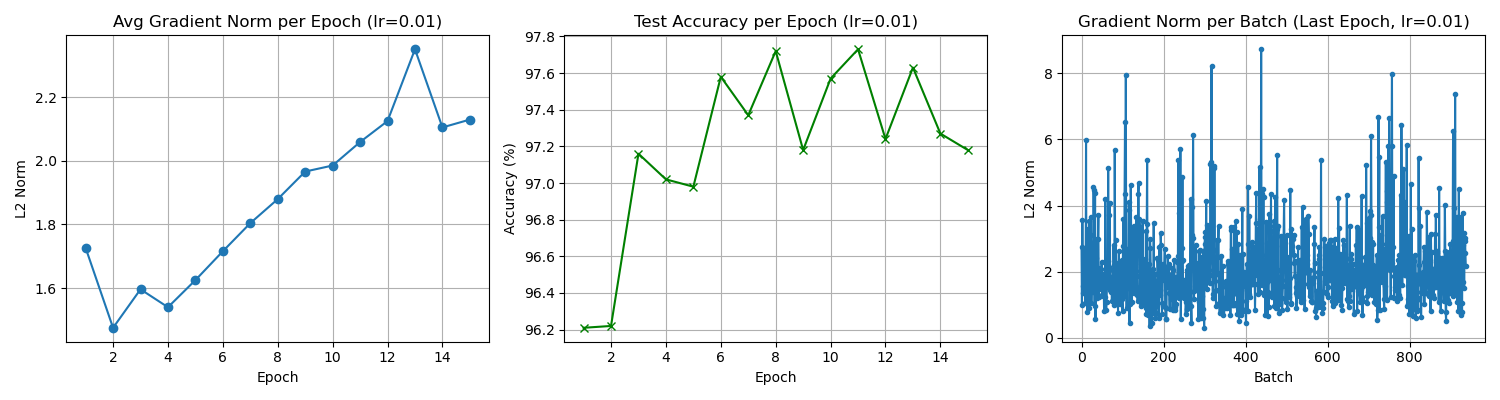 Avg Gradient Norm per Epoch (lr=0.01)
L2 Norm
2.2
2.0
1.8
1.6
2 4 6 8 10 12 14
Epoch
Test Accuracy per Epoch (lr=0.01)
Accuracy (%)
97.8
97.6
97.4
97.2
97.0
96.8
96.6
96.4
96.2
2 4 6 8 10 12 14
Epoch
Gradient Norm per Batch (Last Epoch, lr=0.01)
L2 Norm
8
6
4
2
0
0 200 400 600 800
Batch